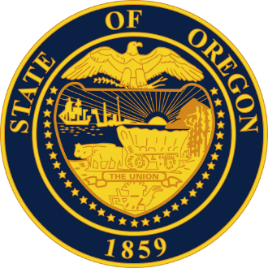 STATE OF OREGON
THE UNION
1859